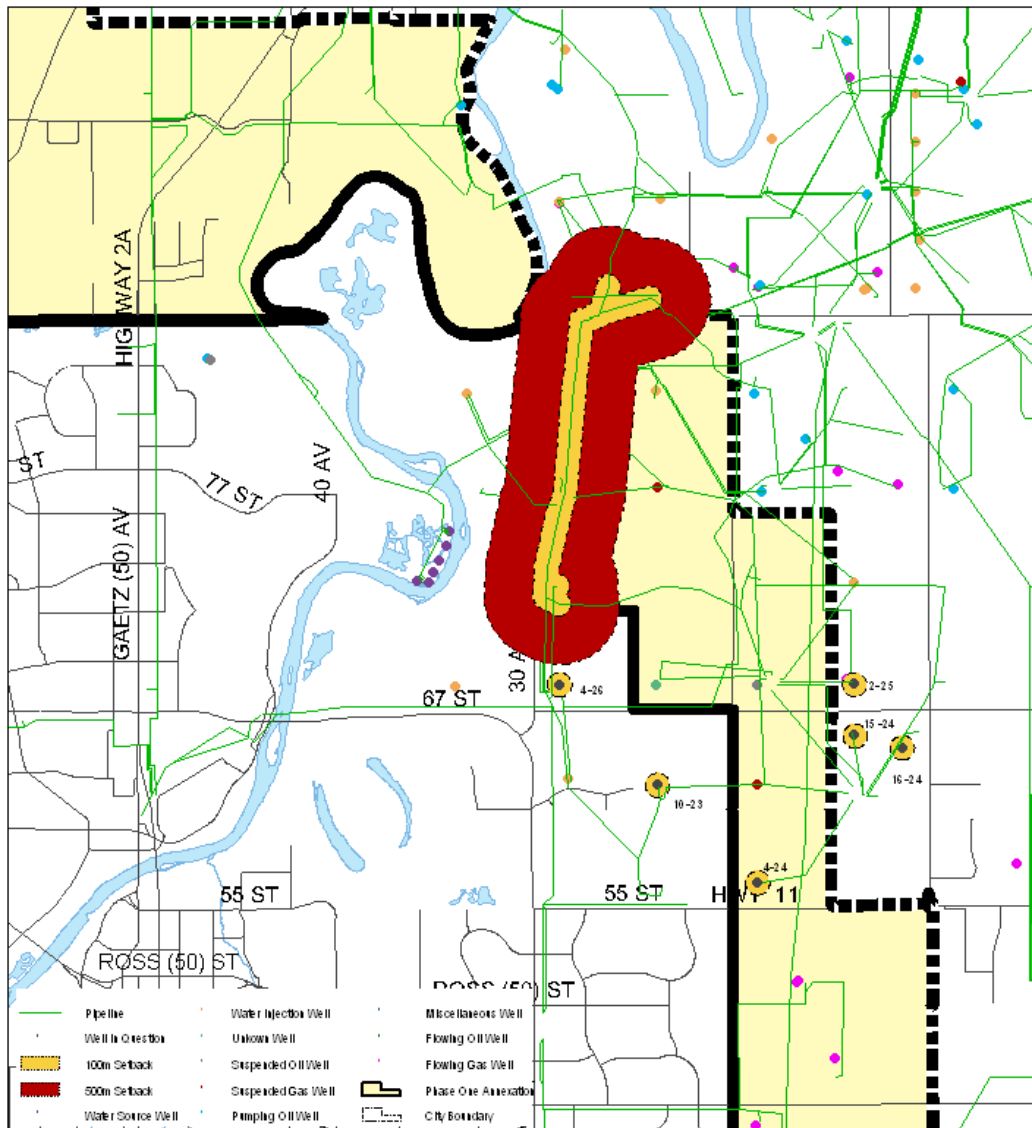 HIGHWAY 2A
ST
77 ST
40 AV
GAETZ (50) AV
30 A
4-26
67 ST
2-25
15-24
16-24
10-23
4-24
55 ST
55 ST
HWY 11
ROSS (50) ST
ROSS (50) ST
Pipeline
Water Injection Well
Miscellaneous Well
Well In Question
Unkown Well
Flowing Oil Well
100m Setback
Suspended Oil Well
Flowing Gas Well
500m Setback
Suspended Gas Well
Phase One Annexation
Water Source Well
Pumping Oil Well
City Boundary